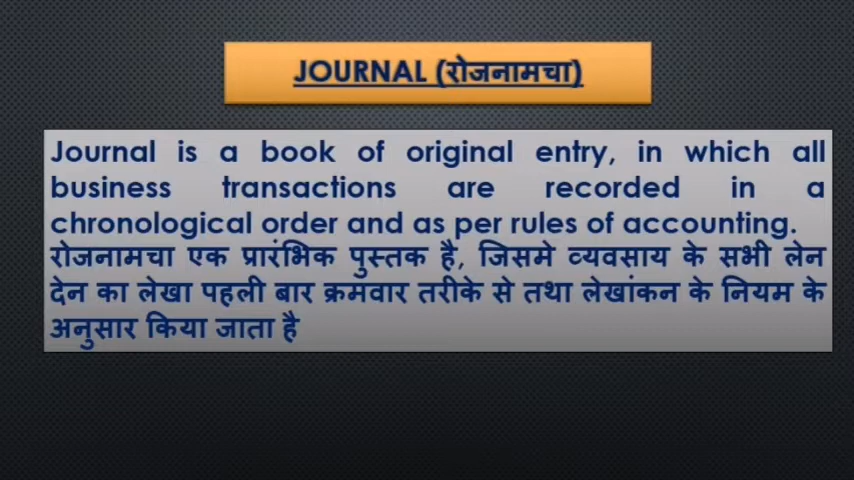 JOURNAL (रोजनामचा)
Journal is a book of original entry, in which all
business transactions are recorded in a
chronological order and as per rules of accounting.
रोजनामचा एक प्रारंभिक पुस्तक है, जिसमे व्यवसाय के सभी लेन
देन का लेखा पहली बार क्रमवार तरीके से तथा लेखांकन के नियम के
अनुसार किया जाता है